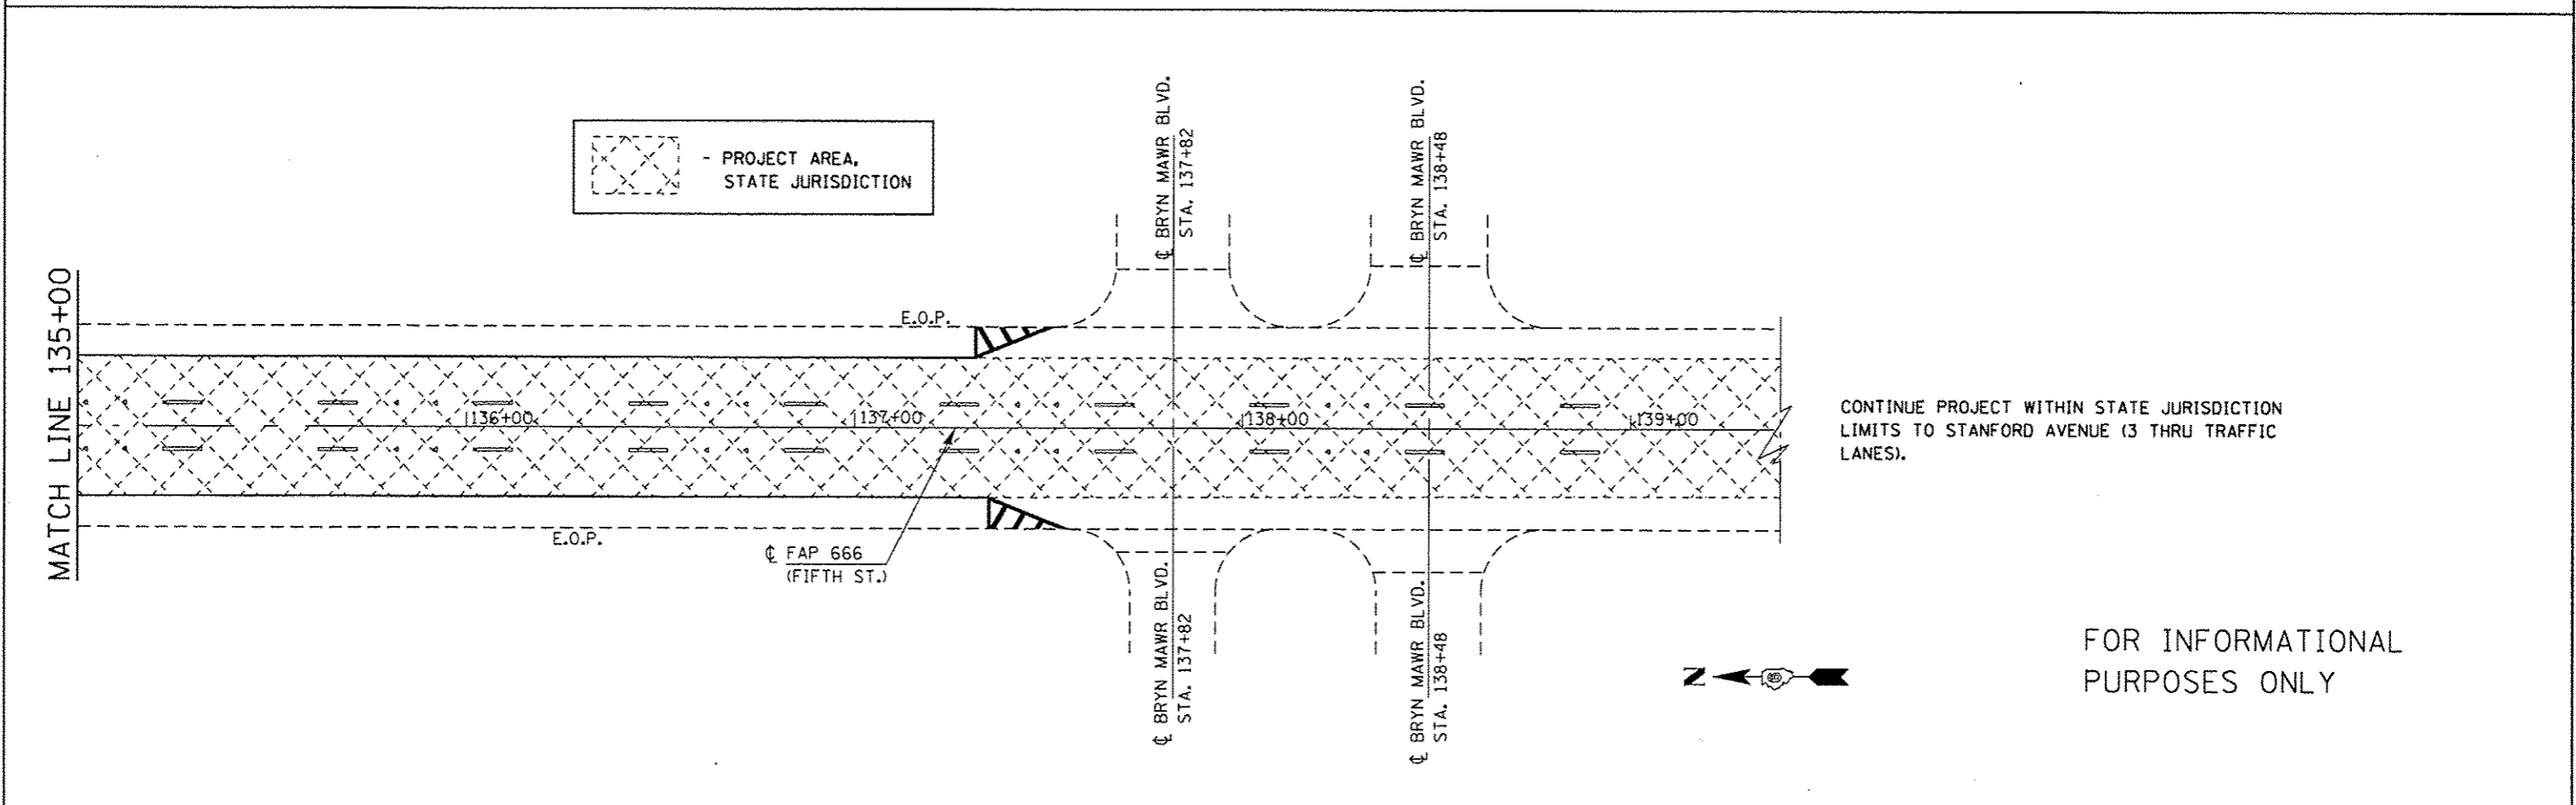 - PROJECT AREA,
STATE JURISDICTION
℄ BRYN MAWR BLVD.
STA. 137+82
℄ BRYN MAWR BLVD.
STA. 138+48
MATCH LINE 135+00
E.O.P.
136+00
137+00
138+00
139+00
CONTINUE PROJECT WITHIN STATE JURISDICTION
LIMITS TO STANFORD AVENUE (3 THRU TRAFFIC
LANES).
E.O.P.
℄ FAP 666
(FIFTH ST.)
℄ BRYN MAWR BLVD.
STA. 137+82
℄ BRYN MAWR BLVD.
STA. 138+48
Z
FOR INFORMATIONAL
PURPOSES ONLY